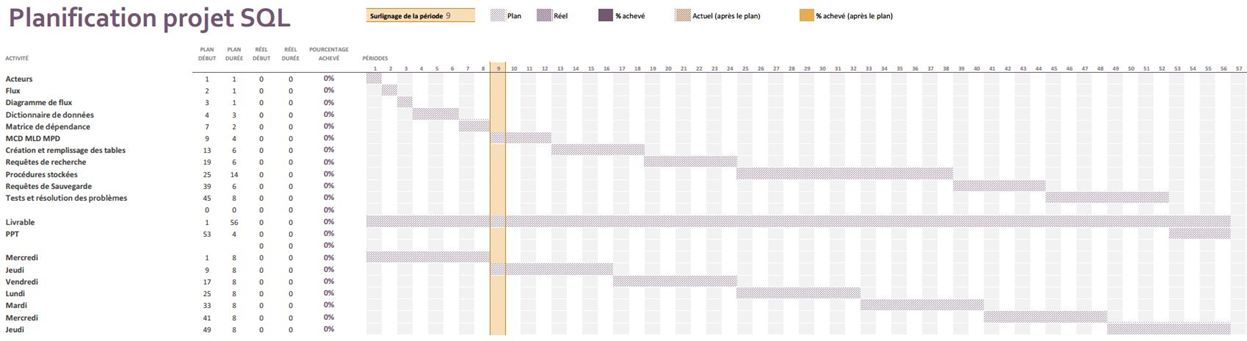 Planification projet SQL
Surlignage de la période 9 Plan Réel % achevé Actuel (après le plan) % achevé (après le plan)
ACTIVITÉ PLAN DÉBUT PLAN DURÉE RÉEL DÉBUT RÉEL DURÉE POURCENTAGE ACHEVÉ PÉRIODES
1 2 3 4 5 6 7 8 9 10 11 12 13 14 15 16 17 18 19 20 21 22 23 24 25 26 27 28 29 30 31 32 33 34 35 36 37 38 39 40 41 42 43 44 45 46 47 48 49 50 51 52 53 54 55 56 57
Acteurs 1 1 0 0 0%
Flux 2 1 0 0 0%
Diagramme de flux 3 1 0 0 0%
Dictionnaire de données 4 3 0 0 0%
Matrice de dépendance 7 2 0 0 0%
MCD MLD MPD 9 4 0 0 0%
Création et remplissage des tables 13 6 0 0 0%
Requêtes de recherche 19 6 0 0 0%
Procédures stockées 25 14 0 0 0%
Requêtes de Sauvegarde 39 6 0 0 0%
Tests et résolution des problèmes 45 8 0 0 0%
0 0 0 0 0%
Livrable 1 56 0 0 0%
PPT 53 4 0 0 0%
0 0 0%
Mercredi 1 8 0 0 0%
Jeudi 9 8 0 0 0%
Vendredi 17 8 0 0 0%
Lundi 25 8 0 0 0%
Mardi 33 8 0 0 0%
Mercredi 41 8 0 0 0%
Jeudi 49 8 0 0 0%